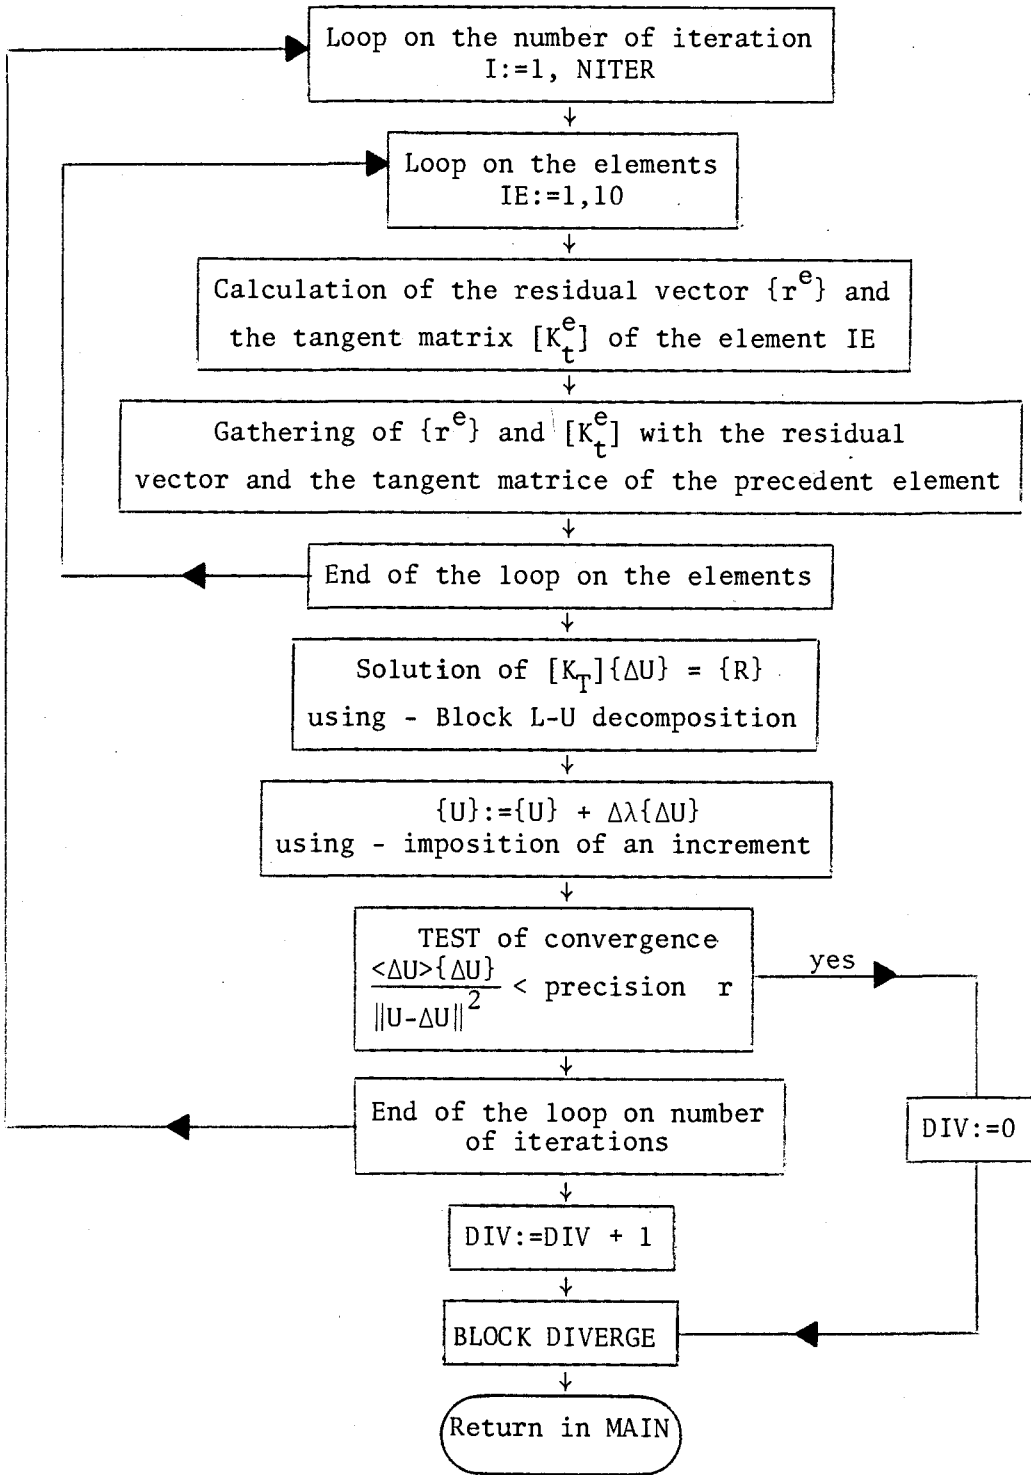 Loop on the number of iteration
I:=1, NITER
Loop on the elements
IE:=1,10
Calculation of the residual vector {r^e} and
the tangent matrix [K_t^e] of the element IE
Gathering of {r^e} and [K_t^e] with the residual
vector and the tangent matrice of the precedent element
End of the loop on the elements
Solution of [K_T]{ΔU} = {R}
using - Block L-U decomposition
{U}:={U} + Δλ{ΔU}
using - imposition of an increment
TEST of convergence
<ΔU>{ΔU}
‖U-ΔU‖^2
< precision r
yes
End of the loop on number
of iterations
DIV:=0
DIV:=DIV + 1
BLOCK DIVERGE
Return in MAIN